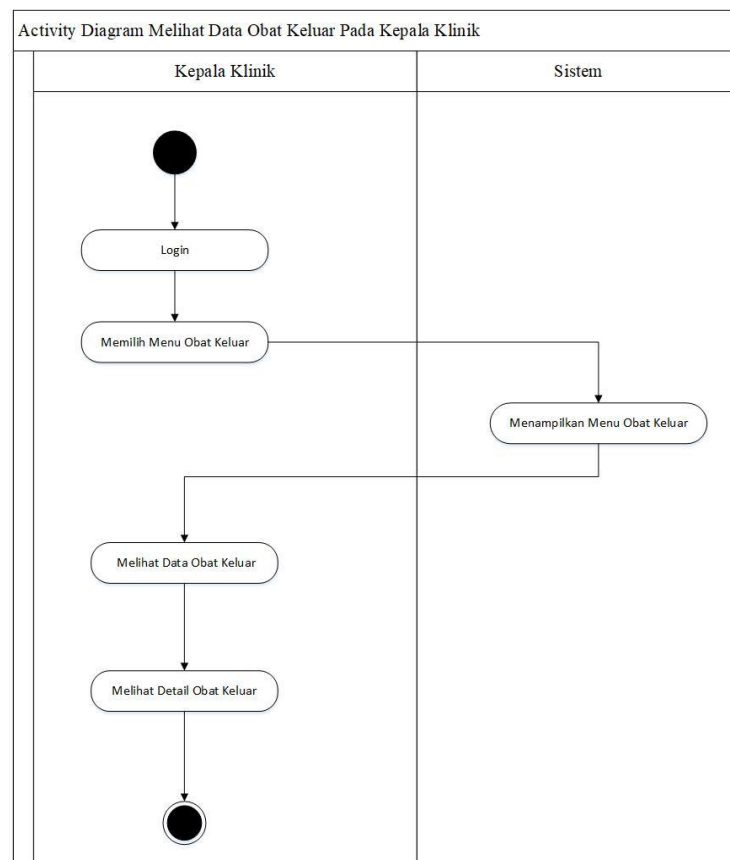 Activity Diagram Melihat Data Obat Keluar Pada Kepala Klinik
Kepala Klinik
Sistem
Login
Memilih Menu Obat Keluar
Menampilkan Menu Obat Keluar
Melihat Data Obat Keluar
Melihat Detail Obat Keluar